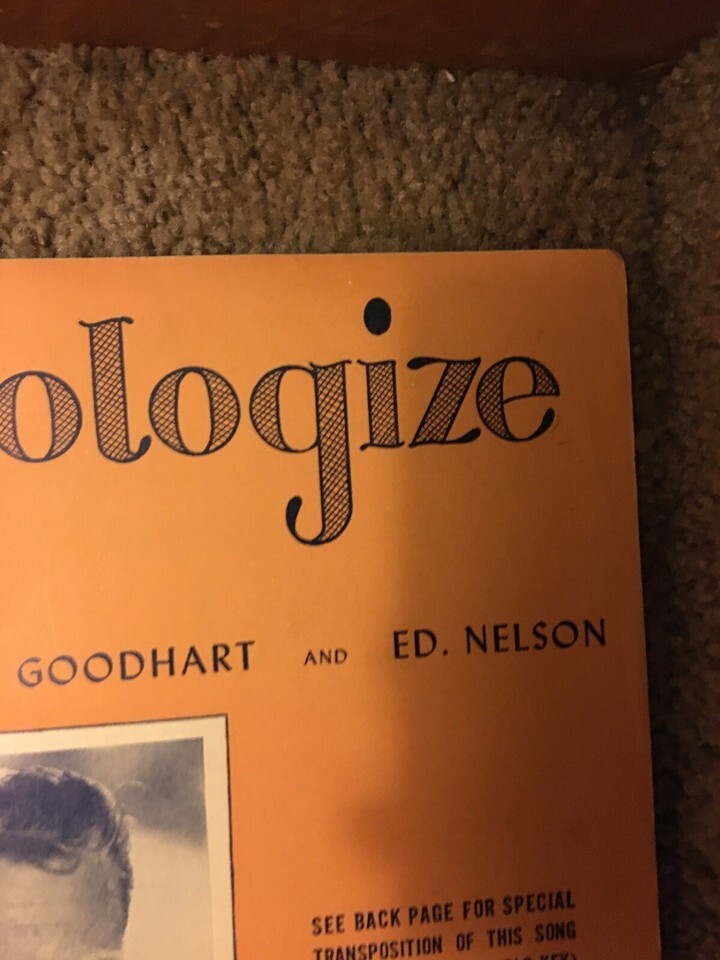 ologize
GOODHART AND ED. NELSON
SEE BACK PAGE FOR SPECIAL
TRANSPOSITION OF THIS SONG